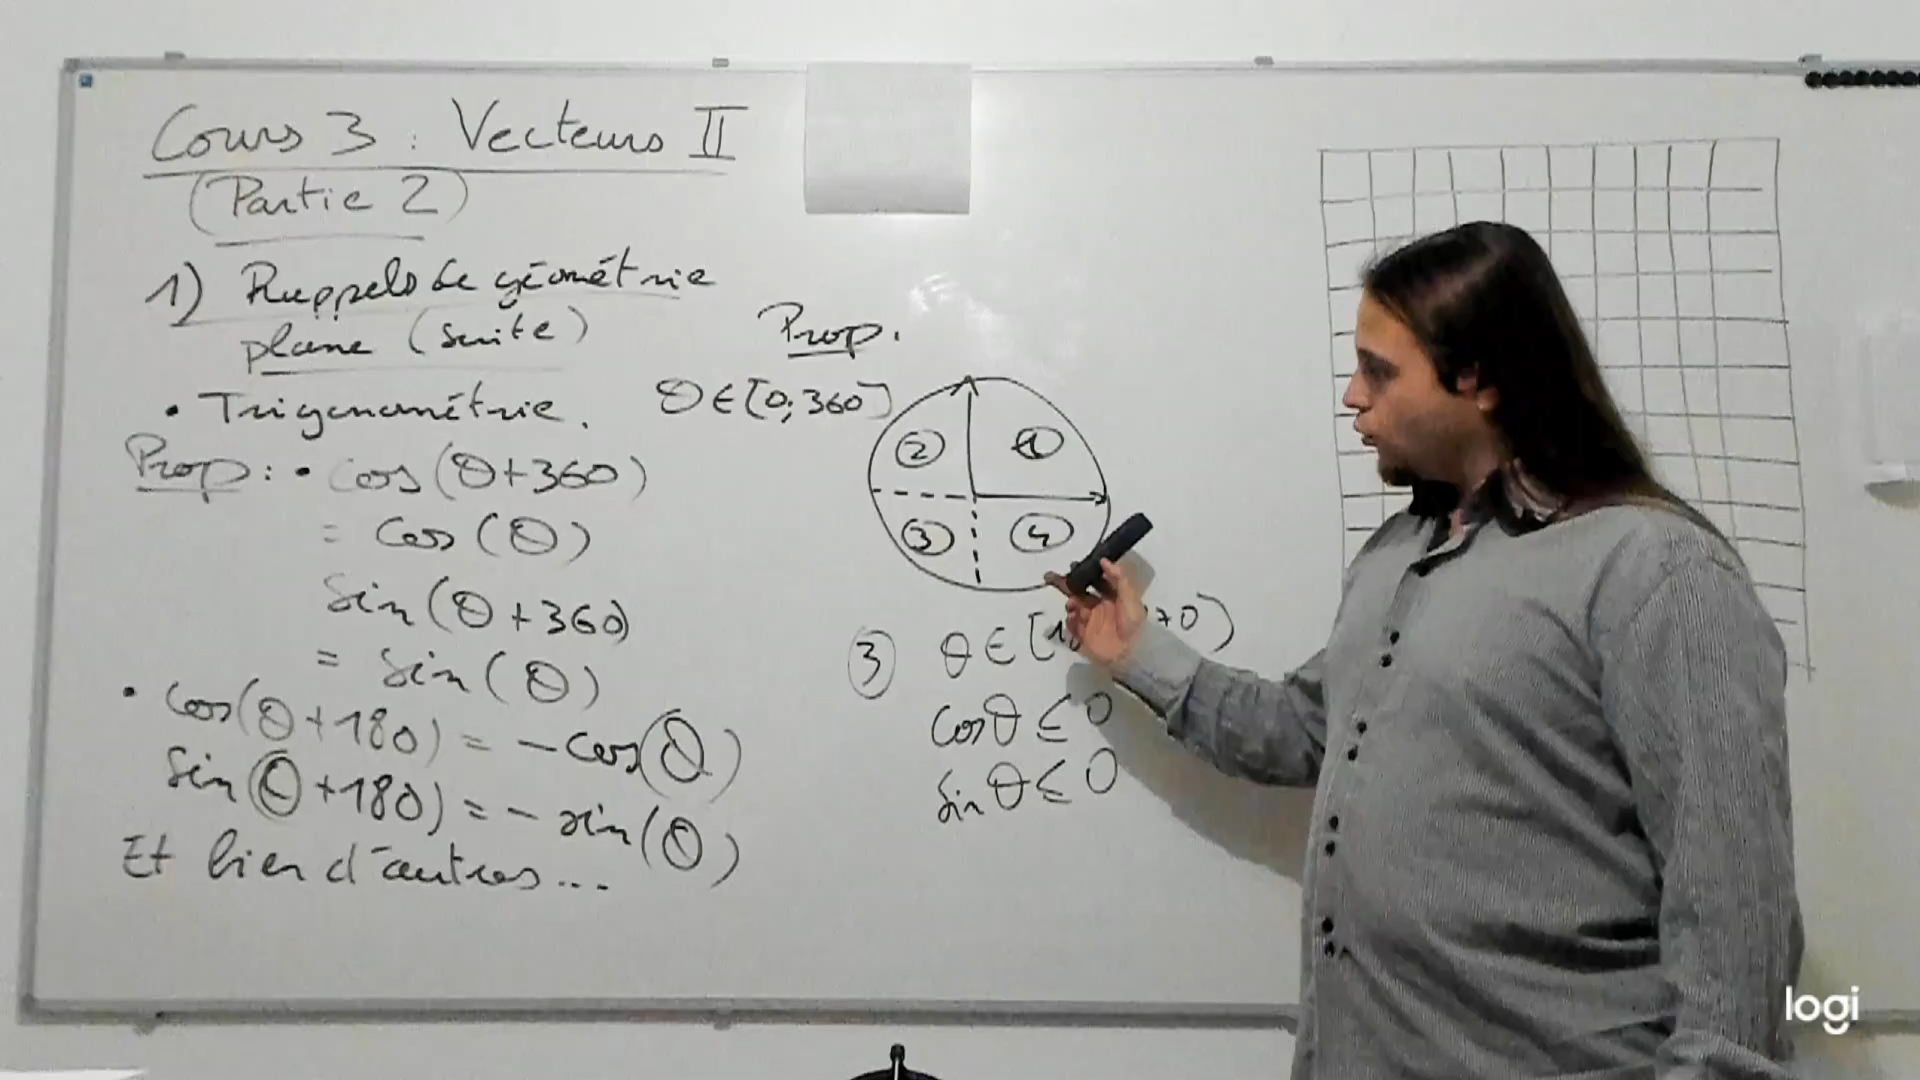 Cours 3 : Vecteurs II
(Partie 2)
1) Rappels de géométrie
plane (suite)
• Trigonométrie.
Prop : • cos(θ+360)
= cos(θ)
sin(θ+360)
= sin(θ)
• cos(θ+180) = -cos(θ)
sin(θ+180) = -sin(θ)
Et bien d'autres...
Prop.
θ∈[0;360]
2 1
3 4
3 θ∈[
cosθ ≤ 0
sinθ ≤ 0
logi